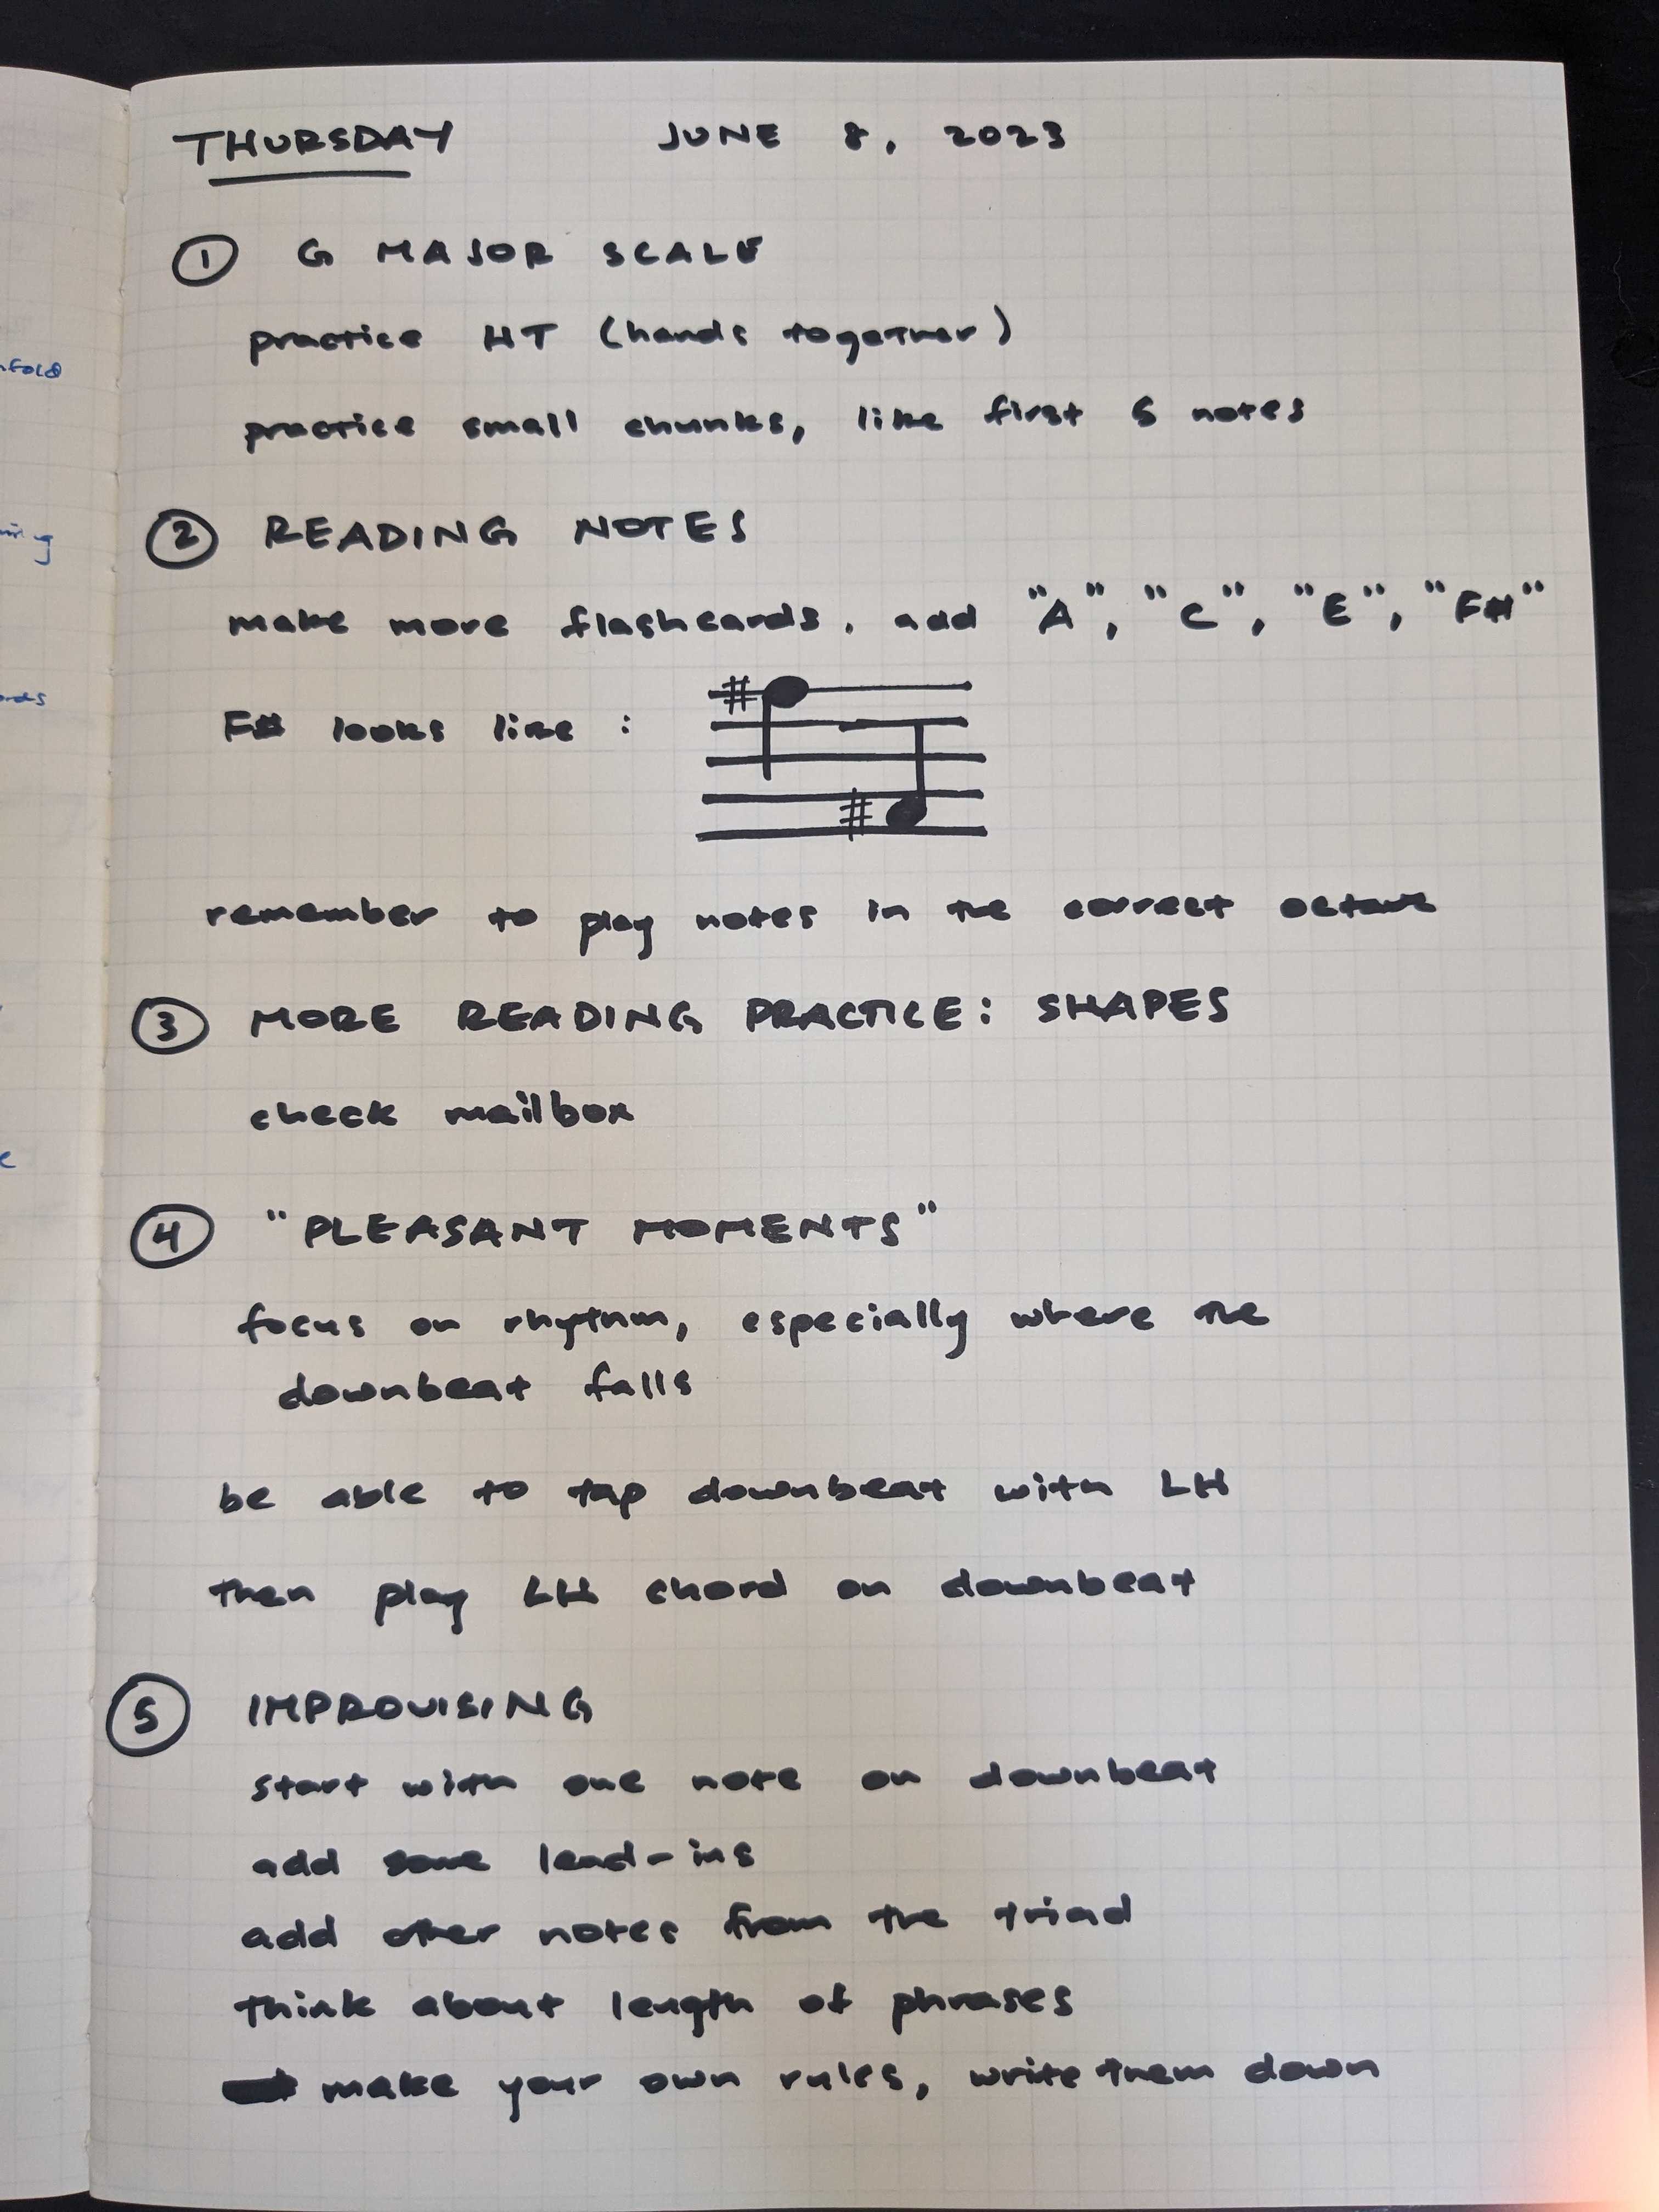 THURSDAY JUNE 8, 2023
① G MAJOR SCALE
practice HT (hands together)
practice small chunks, like first 5 notes
② READING NOTES
make more flashcards. add "A", "C", "E", "F#"
F# looks like :
#
#
remember to play notes in the correct octave
③ MORE READING PRACTICE: SHAPES
check mailbox
④ "PLEASANT MOMENTS"
focus on rhythm, especially where the
downbeat falls
be able to tap downbeat with LH
then play LH chord on downbeat
⑤ IMPROVISING
start with one note on downbeat
add some lead-ins
add other notes from the triad
think about length of phrases
make your own rules, write them down